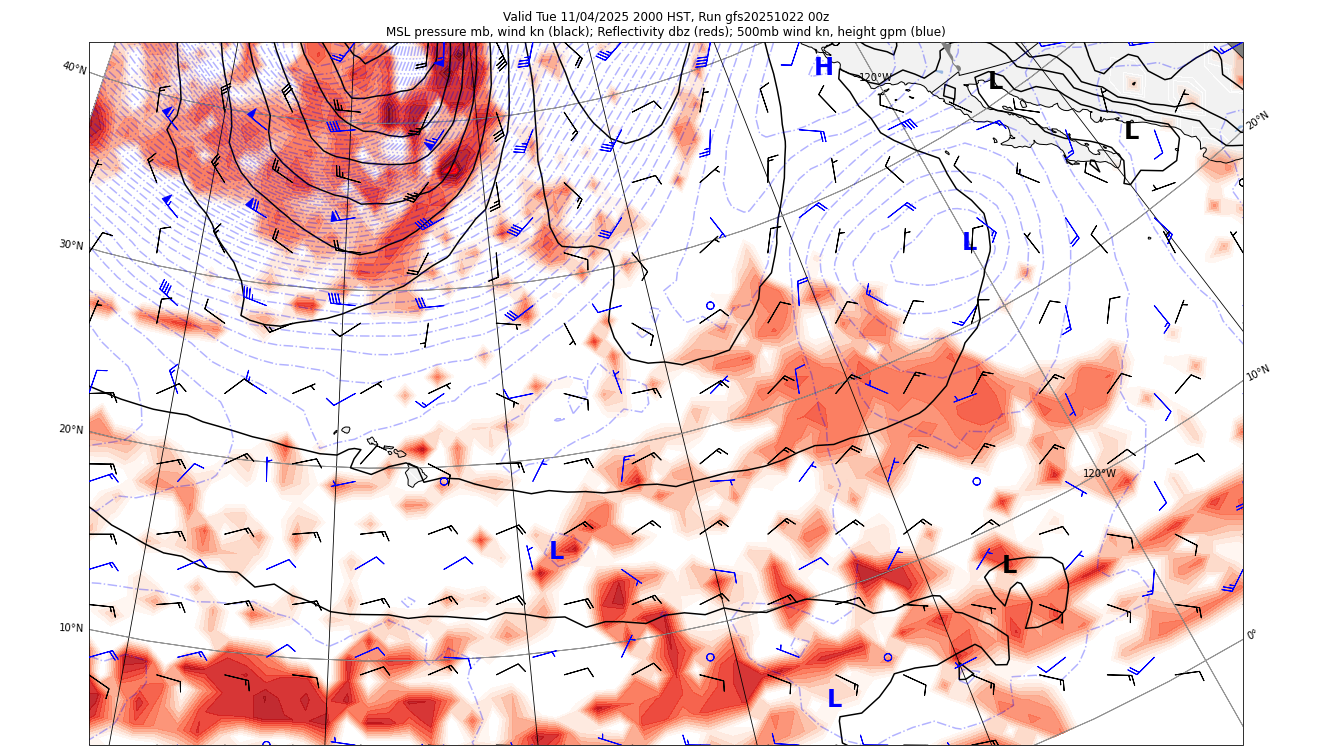 Valid Tue 11/04/2025 2000 HST, Run gfs20251022 00z
MSL pressure mb, wind kn (black); Reflectivity dbz (reds); 500mb wind kn, height gpm (blue)
40°N
H
120°W
L
L
20°N
30°N
L
10°N
20°N
120°W
L
L
10°N
0°
L